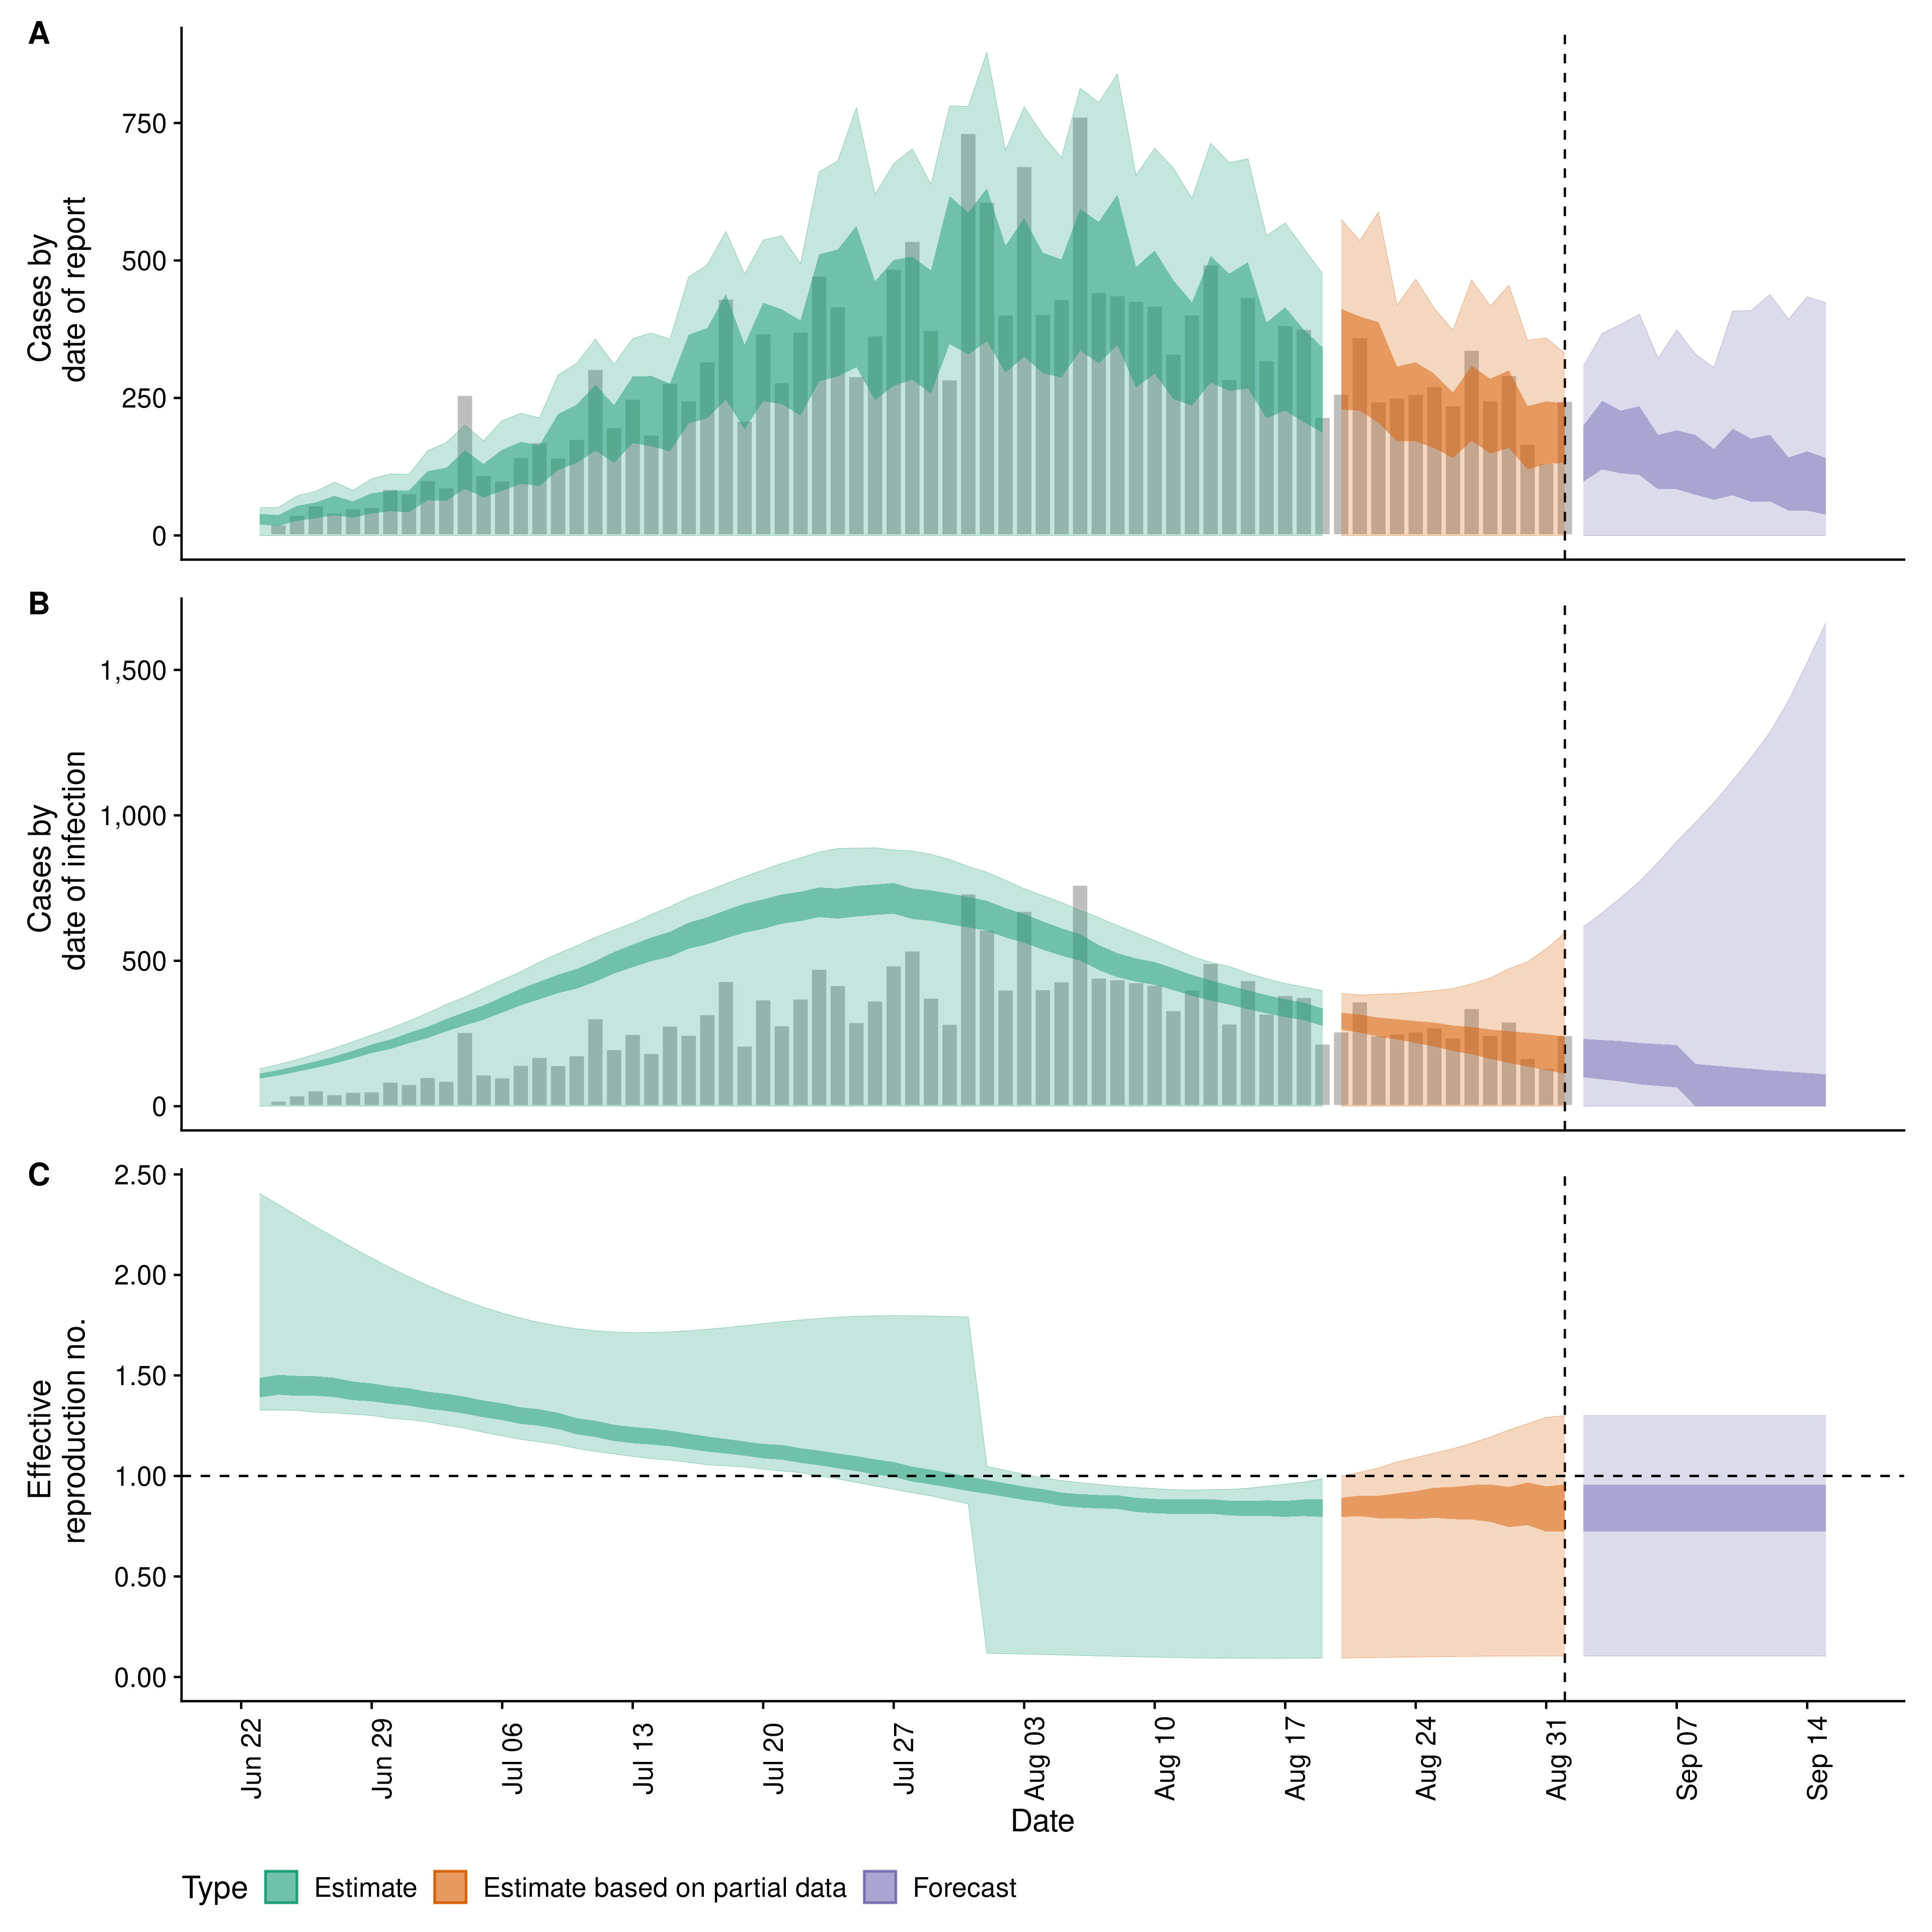 A
Cases by
date of report
750
500
250
0
B
Cases by
date of infection
1,500
1,000
500
0
C
Effective
reproduction no.
2.50
2.00
1.50
1.00
0.50
0.00
Jun 22
Jun 29
Jul 06
Jul 13
Jul 20
Jul 27
Aug 03
Aug 10
Aug 17
Aug 24
Aug 31
Sep 07
Sep 14
Date
Type Estimate Estimate based on partial data Forecast